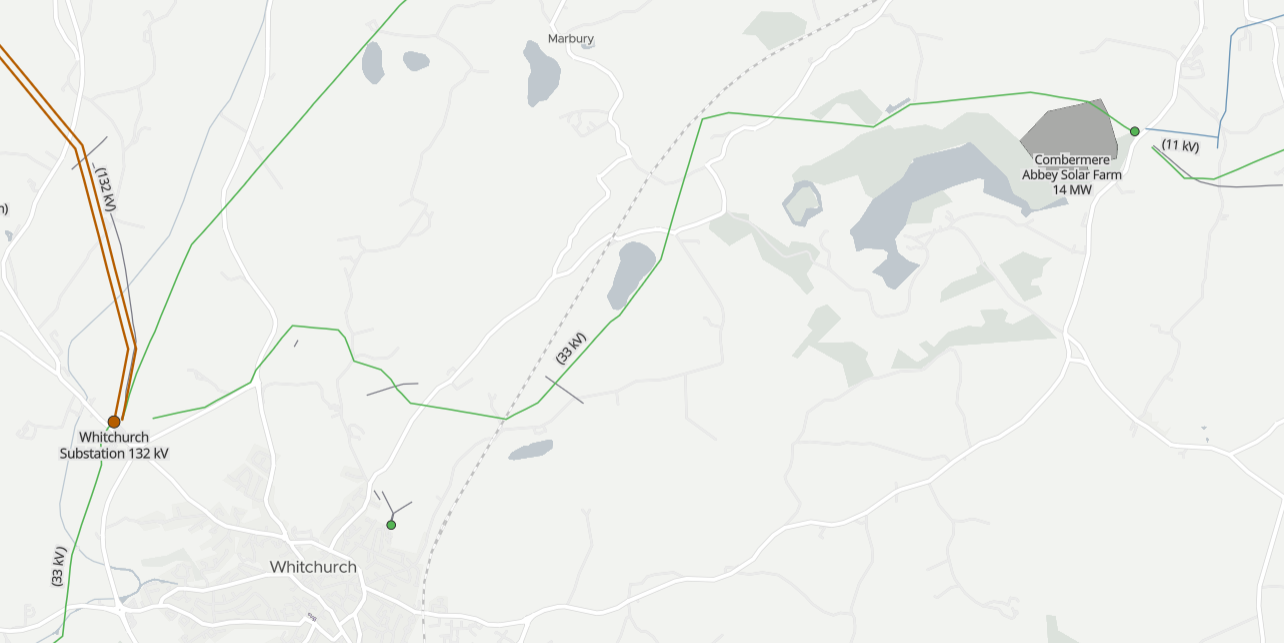 Marbury
(11 kV)
Combermere
Abbey Solar Farm
14 MW
(132 kV)
(33 kV)
Whitchurch
Substation 132 kV
(33 kV)
Whitchurch